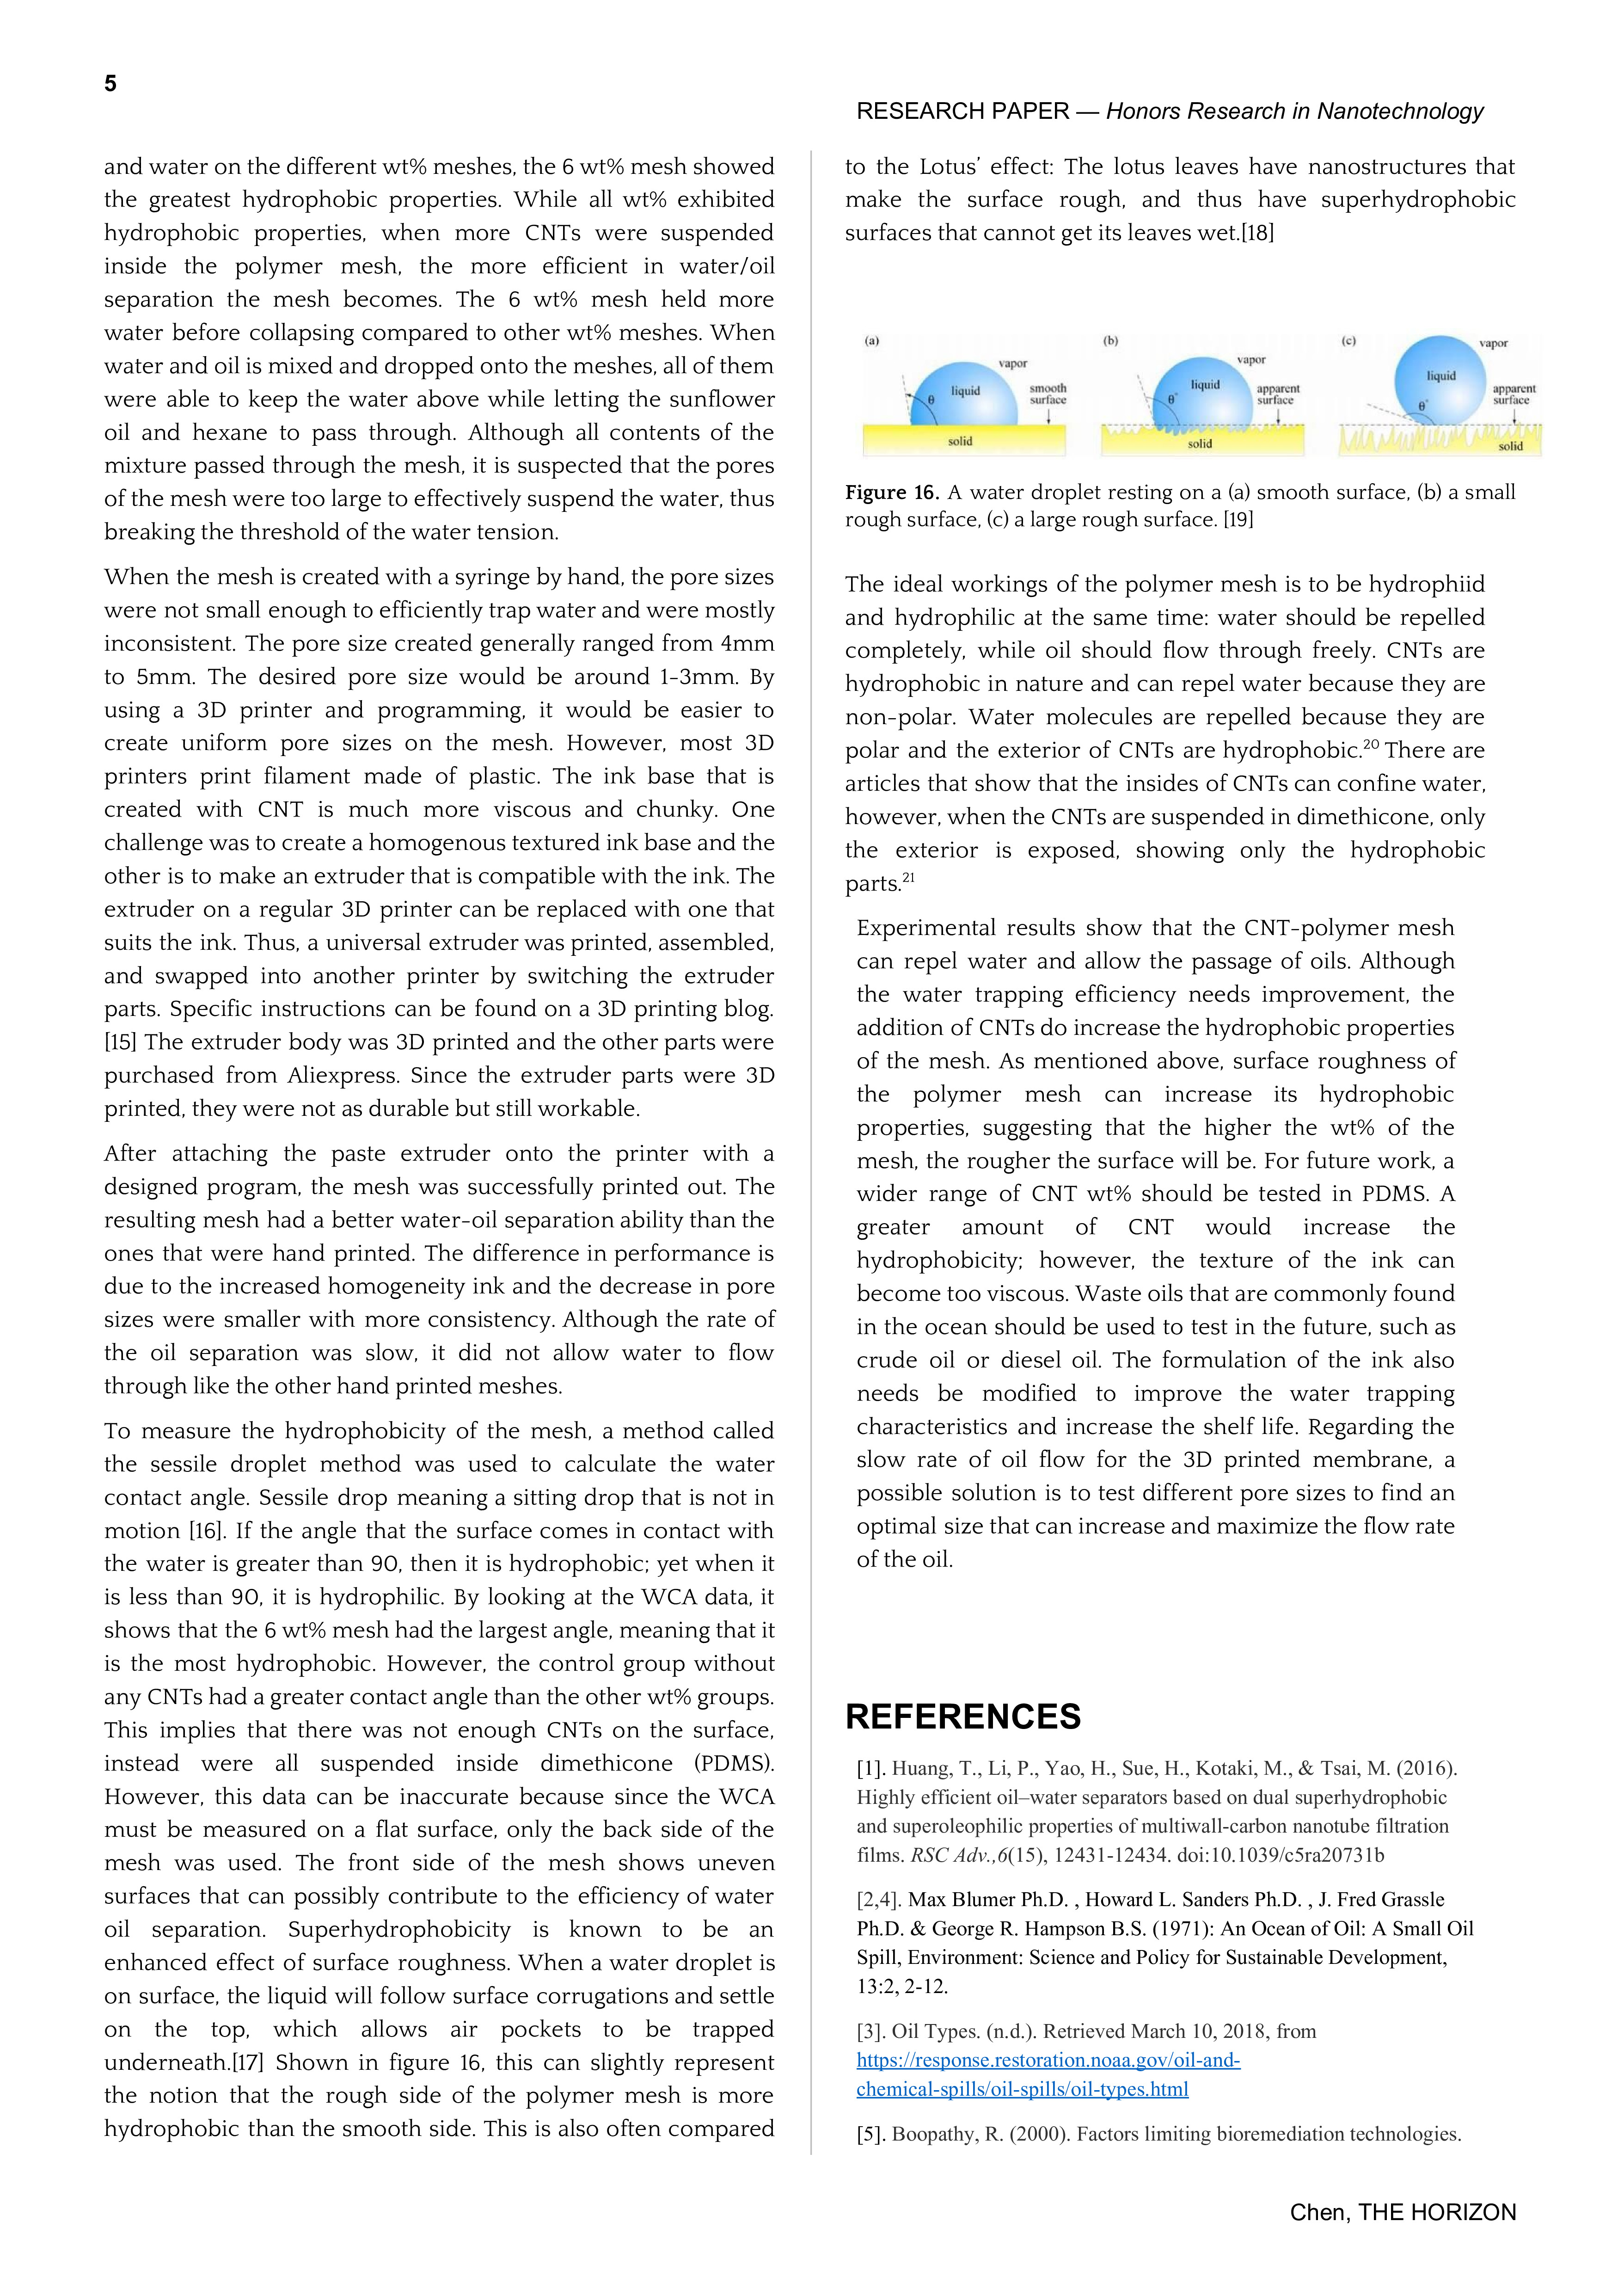 5
RESEARCH PAPER — Honors Research in Nanotechnology
and water on the different wt% meshes, the 6 wt% mesh showed
the greatest hydrophobic properties. While all wt% exhibited
hydrophobic properties, when more CNTs were suspended
inside the polymer mesh, the more efficient in water/oil
separation the mesh becomes. The 6 wt% mesh held more
water before collapsing compared to other wt% meshes. When
water and oil is mixed and dropped onto the meshes, all of them
were able to keep the water above while letting the sunflower
oil and hexane to pass through. Although all contents of the
mixture passed through the mesh, it is suspected that the pores
of the mesh were too large to effectively suspend the water, thus
breaking the threshold of the water tension.
When the mesh is created with a syringe by hand, the pore sizes
were not small enough to efficiently trap water and were mostly
inconsistent. The pore size created generally ranged from 4mm
to 5mm. The desired pore size would be around 1-3mm. By
using a 3D printer and programming, it would be easier to
create uniform pore sizes on the mesh. However, most 3D
printers print filament made of plastic. The ink base that is
created with CNT is much more viscous and chunky. One
challenge was to create a homogenous textured ink base and the
other is to make an extruder that is compatible with the ink. The
extruder on a regular 3D printer can be replaced with one that
suits the ink. Thus, a universal extruder was printed, assembled,
and swapped into another printer by switching the extruder
parts. Specific instructions can be found on a 3D printing blog.
[15] The extruder body was 3D printed and the other parts were
purchased from Aliexpress. Since the extruder parts were 3D
printed, they were not as durable but still workable.
After attaching the paste extruder onto the printer with a
designed program, the mesh was successfully printed out. The
resulting mesh had a better water-oil separation ability than the
ones that were hand printed. The difference in performance is
due to the increased homogeneity ink and the decrease in pore
sizes were smaller with more consistency. Although the rate of
the oil separation was slow, it did not allow water to flow
through like the other hand printed meshes.
To measure the hydrophobicity of the mesh, a method called
the sessile droplet method was used to calculate the water
contact angle. Sessile drop meaning a sitting drop that is not in
motion [16]. If the angle that the surface comes in contact with
the water is greater than 90, then it is hydrophobic; yet when it
is less than 90, it is hydrophilic. By looking at the WCA data, it
shows that the 6 wt% mesh had the largest angle, meaning that it
is the most hydrophobic. However, the control group without
any CNTs had a greater contact angle than the other wt% groups.
This implies that there was not enough CNTs on the surface,
instead were all suspended inside dimethicone (PDMS).
However, this data can be inaccurate because since the WCA
must be measured on a flat surface, only the back side of the
mesh was used. The front side of the mesh shows uneven
surfaces that can possibly contribute to the efficiency of water
oil separation. Superhydrophobicity is known to be an
enhanced effect of surface roughness. When a water droplet is
on surface, the liquid will follow surface corrugations and settle
on the top, which allows air pockets to be trapped
underneath.[17] Shown in figure 16, this can slightly represent
the notion that the rough side of the polymer mesh is more
hydrophobic than the smooth side. This is also often compared
to the Lotus' effect: The lotus leaves have nanostructures that
make the surface rough, and thus have superhydrophobic
surfaces that cannot get its leaves wet.[18]
(a) vapor liquid θ smooth surface solid
(b) vapor liquid θ* apparent surface solid
(c) vapor liquid θ* apparent surface solid
Figure 16. A water droplet resting on a (a) smooth surface, (b) a small
rough surface, (c) a large rough surface. [19]
The ideal workings of the polymer mesh is to be hydrophiid
and hydrophilic at the same time: water should be repelled
completely, while oil should flow through freely. CNTs are
hydrophobic in nature and can repel water because they are
non-polar. Water molecules are repelled because they are
polar and the exterior of CNTs are hydrophobic.20 There are
articles that show that the insides of CNTs can confine water,
however, when the CNTs are suspended in dimethicone, only
the exterior is exposed, showing only the hydrophobic
parts.21
Experimental results show that the CNT-polymer mesh
can repel water and allow the passage of oils. Although
the water trapping efficiency needs improvement, the
addition of CNTs do increase the hydrophobic properties
of the mesh. As mentioned above, surface roughness of
the polymer mesh can increase its hydrophobic
properties, suggesting that the higher the wt% of the
mesh, the rougher the surface will be. For future work, a
wider range of CNT wt% should be tested in PDMS. A
greater amount of CNT would increase the
hydrophobicity; however, the texture of the ink can
become too viscous. Waste oils that are commonly found
in the ocean should be used to test in the future, such as
crude oil or diesel oil. The formulation of the ink also
needs be modified to improve the water trapping
characteristics and increase the shelf life. Regarding the
slow rate of oil flow for the 3D printed membrane, a
possible solution is to test different pore sizes to find an
optimal size that can increase and maximize the flow rate
of the oil.
REFERENCES
[1]. Huang, T., Li, P., Yao, H., Sue, H., Kotaki, M., & Tsai, M. (2016).
Highly efficient oil–water separators based on dual superhydrophobic
and superoleophilic properties of multiwall-carbon nanotube filtration
films. RSC Adv.,6(15), 12431-12434. doi:10.1039/c5ra20731b
[2,4]. Max Blumer Ph.D. , Howard L. Sanders Ph.D. , J. Fred Grassle
Ph.D. & George R. Hampson B.S. (1971): An Ocean of Oil: A Small Oil
Spill, Environment: Science and Policy for Sustainable Development,
13:2, 2-12.
[3]. Oil Types. (n.d.). Retrieved March 10, 2018, from
https://response.restoration.noaa.gov/oil-and-
chemical-spills/oil-spills/oil-types.html
[5]. Boopathy, R. (2000). Factors limiting bioremediation technologies.
Chen, THE HORIZON